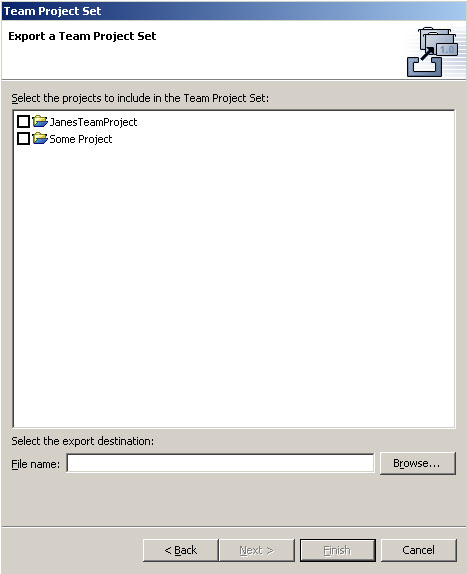 Team Project Set
Export a Team Project Set
1.0
Select the projects to include in the Team Project Set:
JanesTeamProject
Some Project
Select the export destination:
File name:
Browse...
< Back
Next >
Finish
Cancel